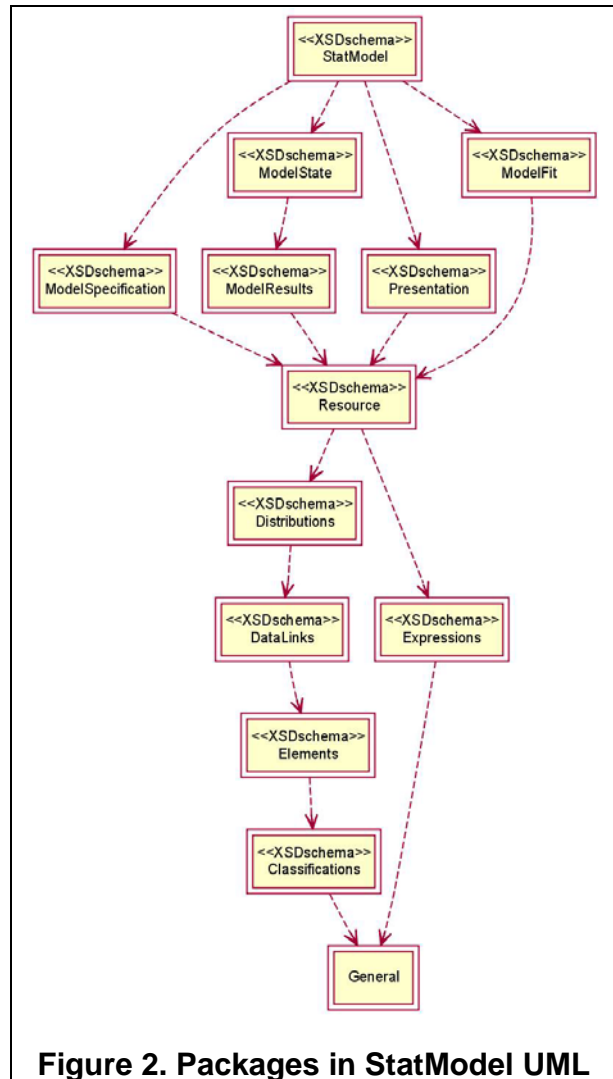 <<XSDschema>>
StatModel
<<XSDschema>>
ModelState
<<XSDschema>>
ModelFit
<<XSDschema>>
ModelSpecification
<<XSDschema>>
ModelResults
<<XSDschema>>
Presentation
<<XSDschema>>
Resource
<<XSDschema>>
Distributions
<<XSDschema>>
DataLinks
<<XSDschema>>
Expressions
<<XSDschema>>
Elements
<<XSDschema>>
Classifications
General
Figure 2. Packages in StatModel UML